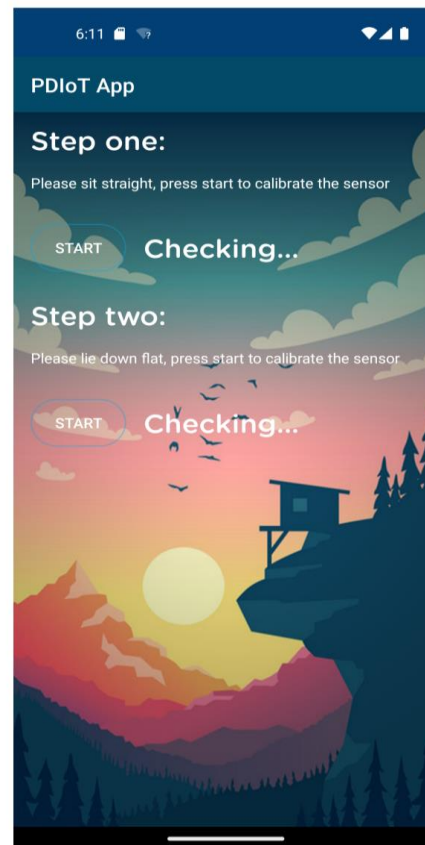 6:11
PDIoT App
Step one:
Please sit straight, press start to calibrate the sensor
START Checking...
Step two:
Please lie down flat, press start to calibrate the sensor
START Checking...